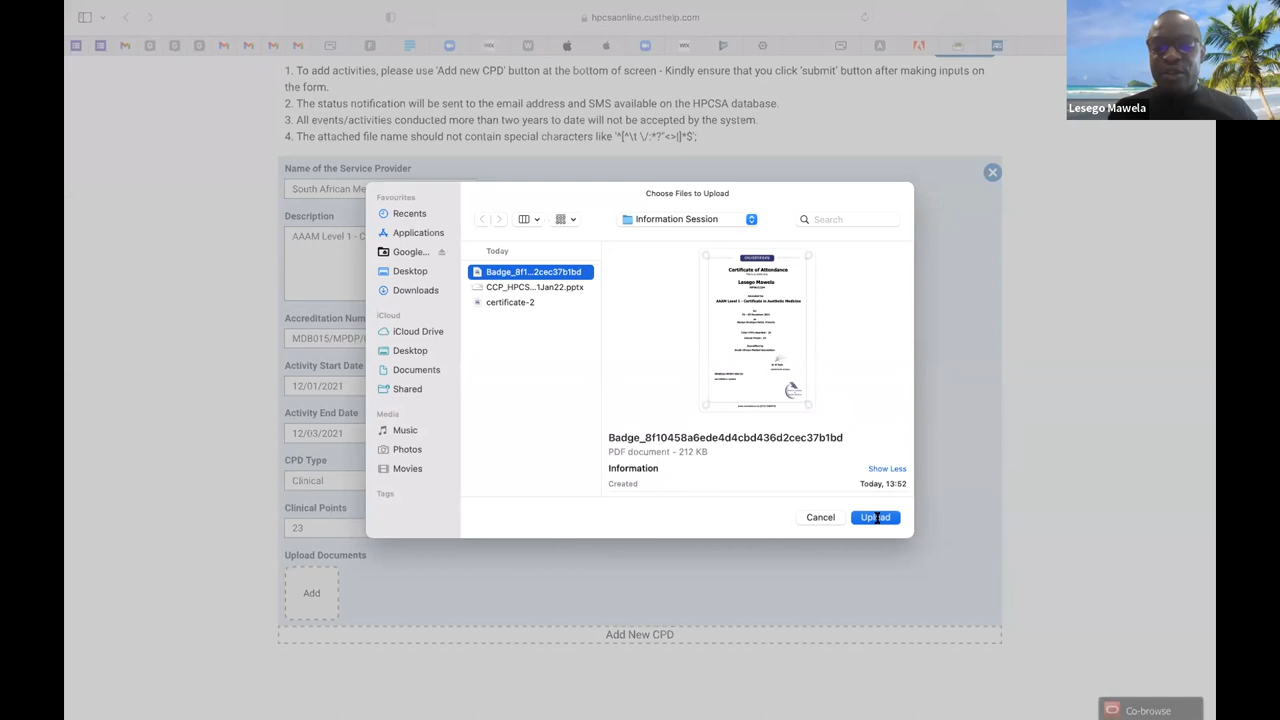 hpcsaonline.custhelp.com
1. To add activities, please use 'Add new CPD' button at the bottom of screen - Kindly ensure that you click 'submit' button after making inputs on
the form.
2. The status notification will be sent to the email address and SMS available on the HPCSA database.
3. All events/activities conducted more than two years to date will not be accepted by the system.
4. The attached file name should not contain special characters like '^[^\t \/:*?"<>|]*$';
Lesego Mawela
Name of the Service Provider
South African Me
Description
AAAM Level 1 - C
Accreditation Num
MDB015/MPDP/
Activity Start Date
12/01/2021
Activity End Date
12/03/2021
CPD Type
Clinical
Clinical Points
23
Upload Documents
Add
Add New CPD
Choose Files to Upload
Favourites
Recents
Applications
Google...
Desktop
Downloads
iCloud
iCloud Drive
Desktop
Documents
Shared
Media
Music
Photos
Movies
Tags
Information Session
Search
Today
Badge_8f1...2cec37b1bd
CCP_HPCS...1Jan22.pptx
certificate-2
Certificate of Attendance
Lesego Mawela
AAAM Level 1 - Certificate in Aesthetic Medicine
Badge_8f10458a6ede4d4cbd436d2cec37b1bd
PDF document - 212 KB
Information
Show Less
Created
Today, 13:52
Cancel
Upload
Co-browse